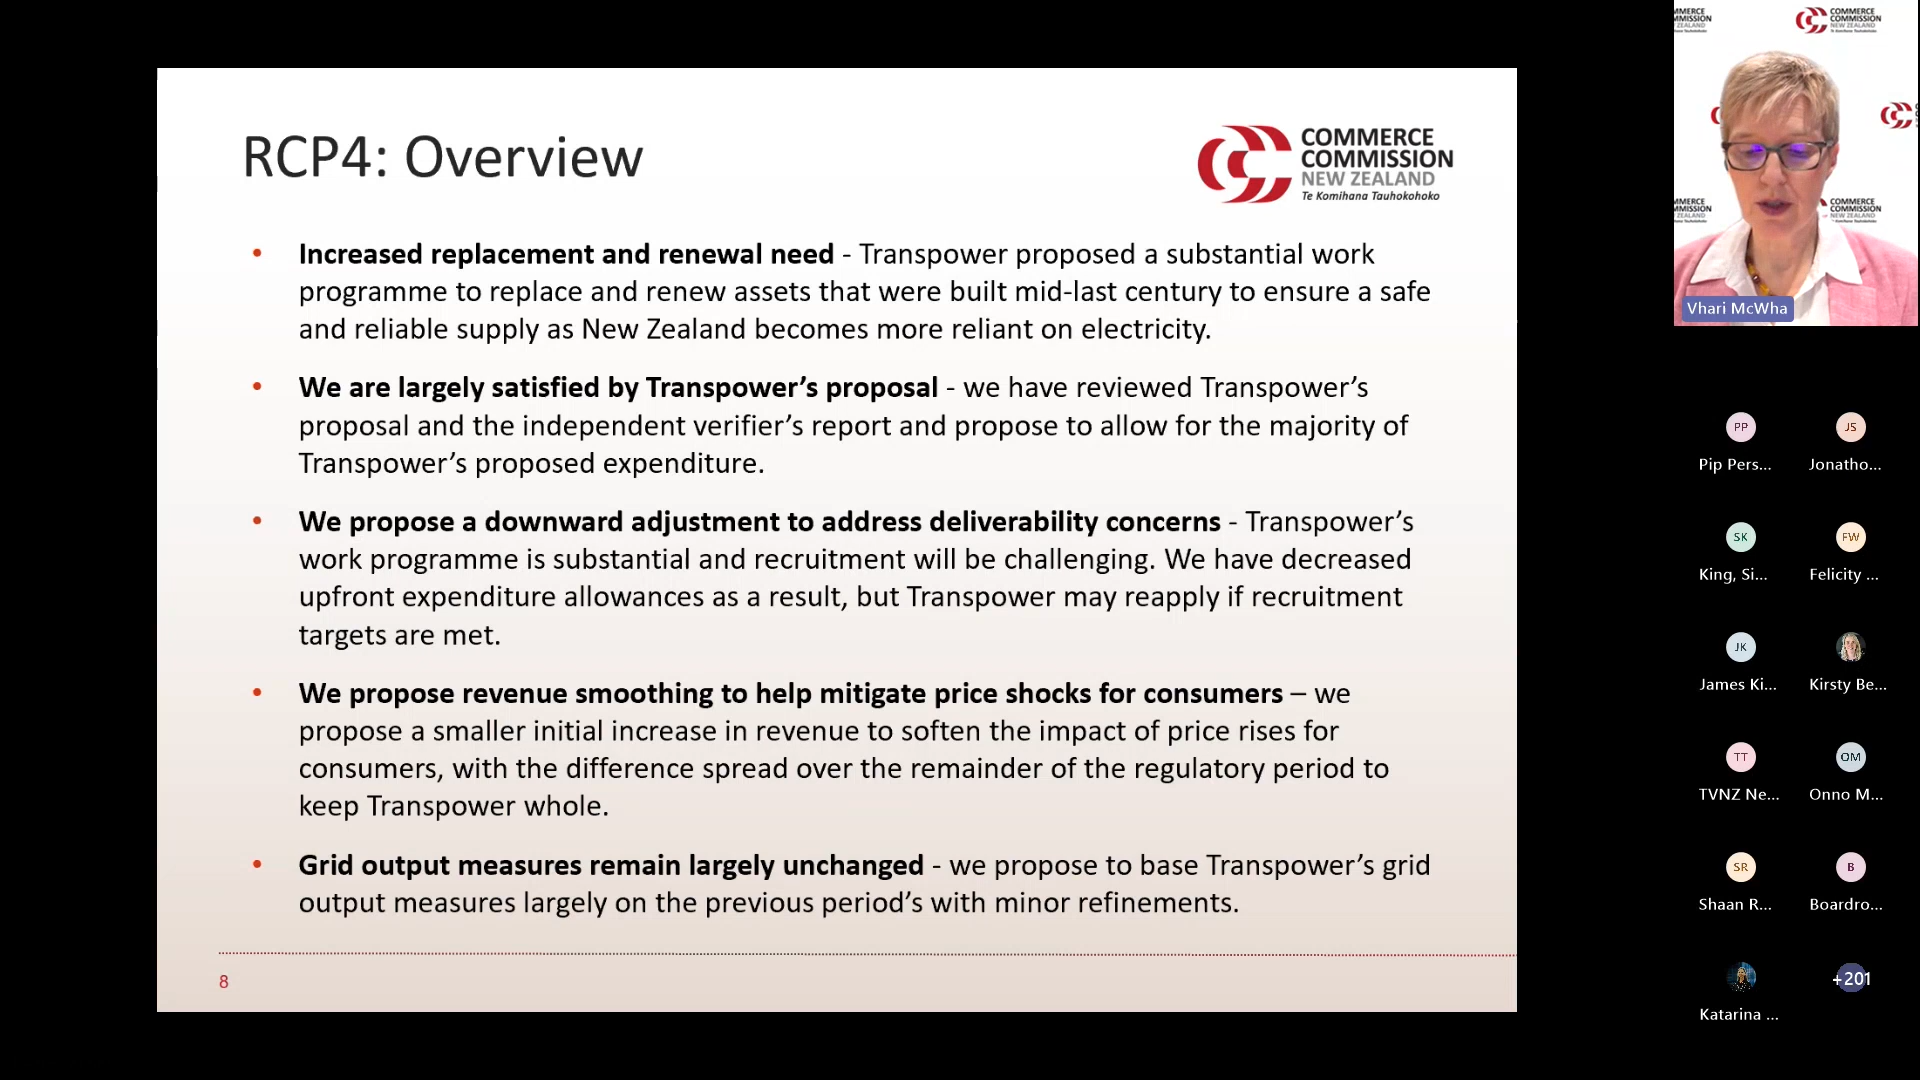 RCP4: Overview
COMMERCE
COMMISSION
NEW ZEALAND
Te Komihana Tauhokohoko
• Increased replacement and renewal need - Transpower proposed a substantial work
programme to replace and renew assets that were built mid-last century to ensure a safe
and reliable supply as New Zealand becomes more reliant on electricity.
• We are largely satisfied by Transpower’s proposal - we have reviewed Transpower’s
proposal and the independent verifier’s report and propose to allow for the majority of
Transpower’s proposed expenditure.
• We propose a downward adjustment to address deliverability concerns - Transpower’s
work programme is substantial and recruitment will be challenging. We have decreased
upfront expenditure allowances as a result, but Transpower may reapply if recruitment
targets are met.
• We propose revenue smoothing to help mitigate price shocks for consumers – we
propose a smaller initial increase in revenue to soften the impact of price rises for
consumers, with the difference spread over the remainder of the regulatory period to
keep Transpower whole.
• Grid output measures remain largely unchanged - we propose to base Transpower’s grid
output measures largely on the previous period’s with minor refinements.
8
COMMERCE
COMMISSION
NEW ZEALAND
Vhari McWha
PP
Pip Pers...
JS
Jonatho...
SK
King, Si...
FW
Felicity ...
JK
James Ki...
Kirsty Be...
TT
TVNZ Ne...
OM
Onno M...
SR
Shaan R...
B
Boardro...
Katarina ...
+201